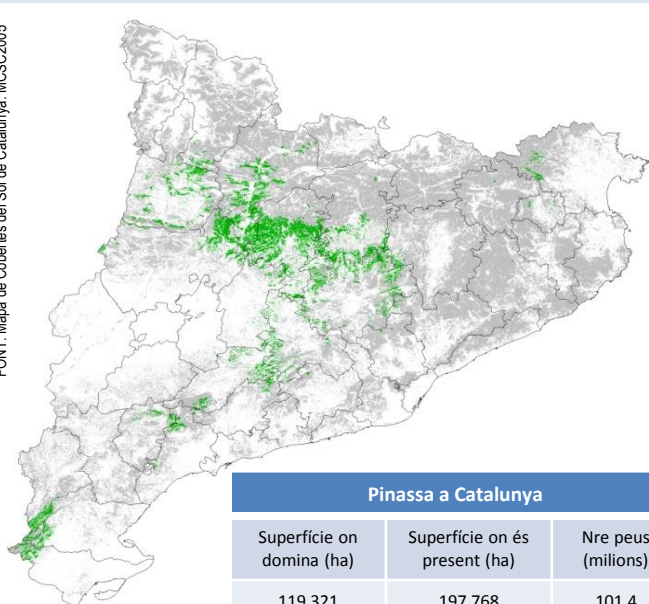 FONT: Mapa de Cobertes del Sòl de Catalunya. MCSC2005
Pinassa a Catalunya
Superfície on domina (ha)
Superfície on és present (ha)
Nre peus (milions)
119.321
197.768
101,4